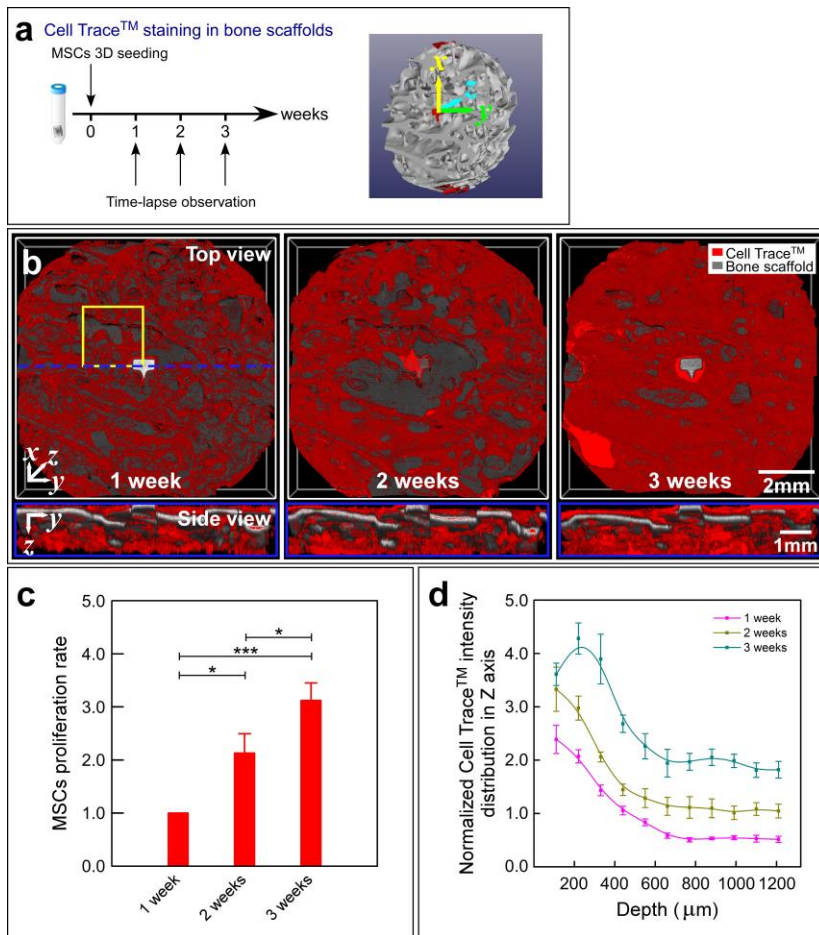 a Cell Trace™ staining in bone scaffolds
MSCs 3D seeding
weeks
0 1 2 3
Time-lapse observation
x z y
b Top view
Cell Trace™
Bone scaffold
x z y
1 week 2 weeks 3 weeks
2mm
y Side view
z
1mm
c
MSCs proliferation rate
5.0
4.0
3.0
2.0
1.0
0.0
*
***
*
1 week 2 weeks 3 weeks
d
Normalized Cell Trace™ intensity
distribution in Z axis
5.0
4.0
3.0
2.0
1.0
0.0
1 week
2 weeks
3 weeks
200 400 600 800 1000 1200
Depth (μm)